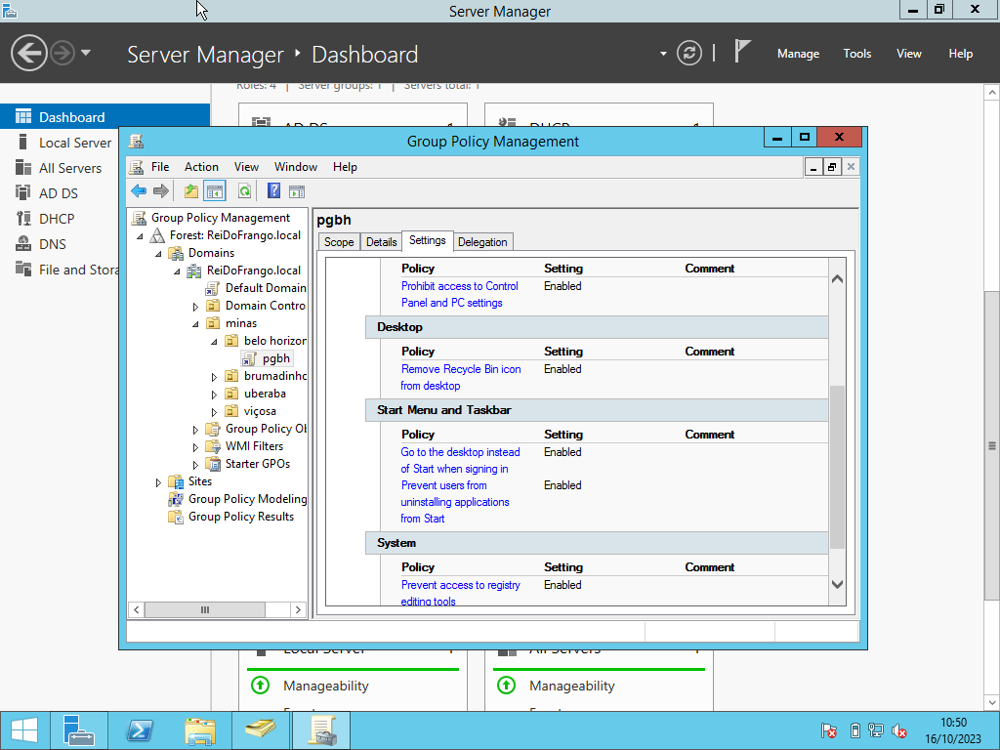 Server Manager
Server Manager
Dashboard
Manage
Tools
View
Help
Roles: 4 | Server groups: 1 | Servers total: 1
Dashboard
Local Server
All Servers
AD DS
DHCP
DNS
File and Stora
AD DS
1
DHCP
1
Group Policy Management
File
Action
View
Window
Help
Group Policy Management
Forest: ReiDoFrango.local
Domains
ReiDoFrango.local
Default Domain
Domain Contro
minas
belo horizon
pgbh
brumadinho
uberaba
viçosa
Group Policy Ob
WMI Filters
Starter GPOs
Sites
Group Policy Modeling
Group Policy Results
pgbh
Scope
Details
Settings
Delegation
Policy Setting Comment
Prohibit access to Control Enabled
Panel and PC settings
Desktop
Policy Setting Comment
Remove Recycle Bin icon Enabled
from desktop
Start Menu and Taskbar
Policy Setting Comment
Go to the desktop instead Enabled
of Start when signing in
Prevent users from Enabled
uninstalling applications
from Start
System
Policy Setting Comment
Prevent access to registry Enabled
editing tools
Local Server
1
All Servers
1
Manageability
Manageability
10:50
16/10/2023